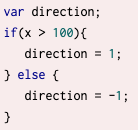 var direction;
if(x > 100){
   direction = 1;
} else {
   direction = -1;
}